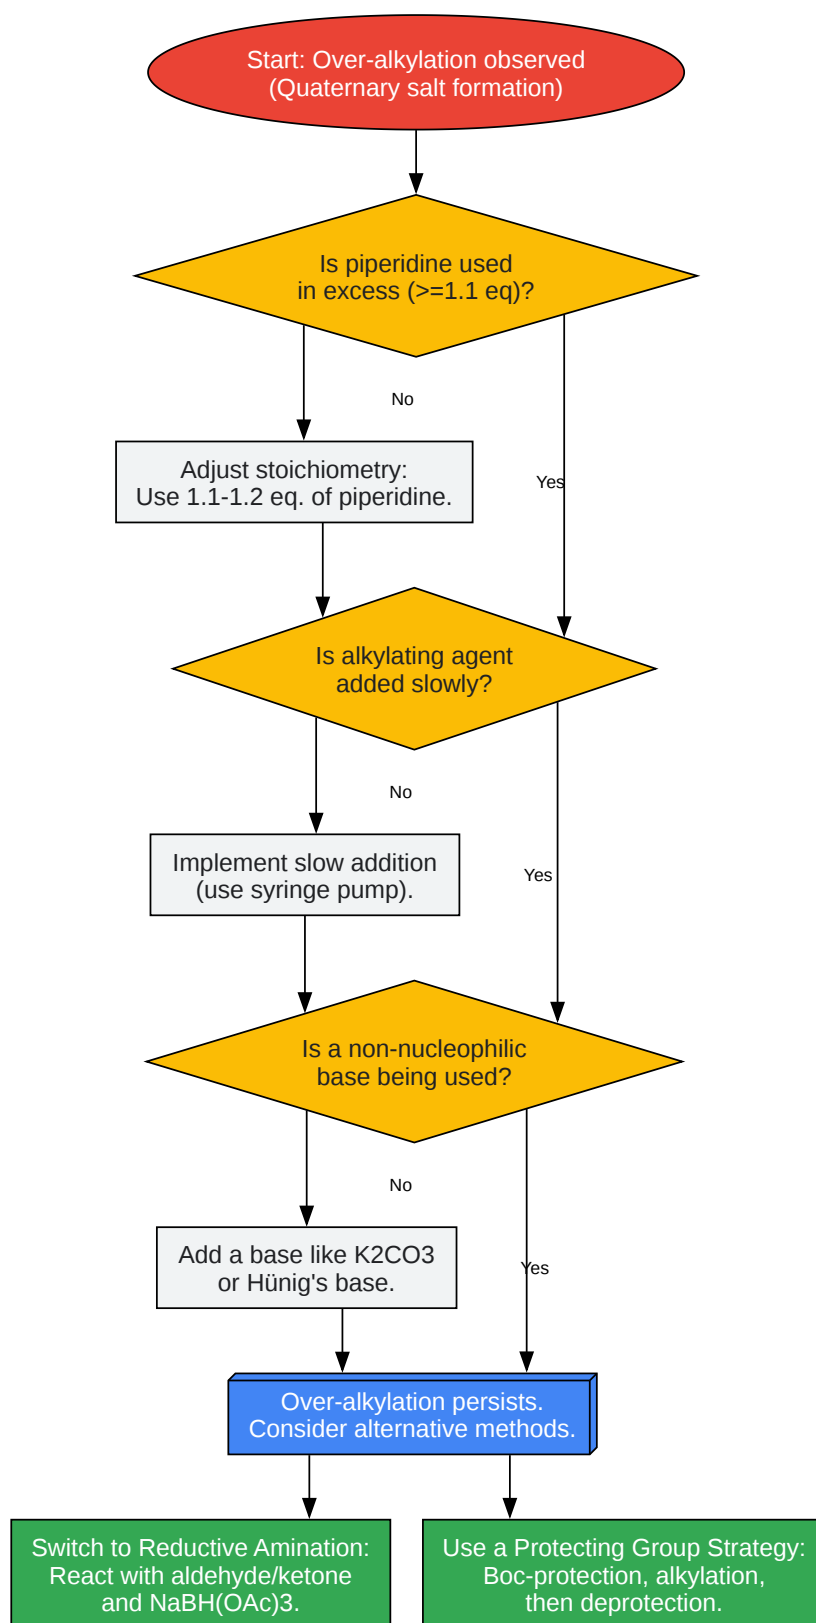 Start: Over-alkylation observed
(Quaternary salt formation)
Is piperidine used
in excess (>=1.1 eq)?
No
Yes
Adjust stoichiometry:
Use 1.1-1.2 eq. of piperidine.
Is alkylating agent
added slowly?
No
Yes
Implement slow addition
(use syringe pump).
Is a non-nucleophilic
base being used?
No
Yes
Add a base like K2CO3
or Hünig's base.
Over-alkylation persists.
Consider alternative methods.
Switch to Reductive Amination:
React with aldehyde/ketone
and NaBH(OAc)3.
Use a Protecting Group Strategy:
Boc-protection, alkylation,
then deprotection.